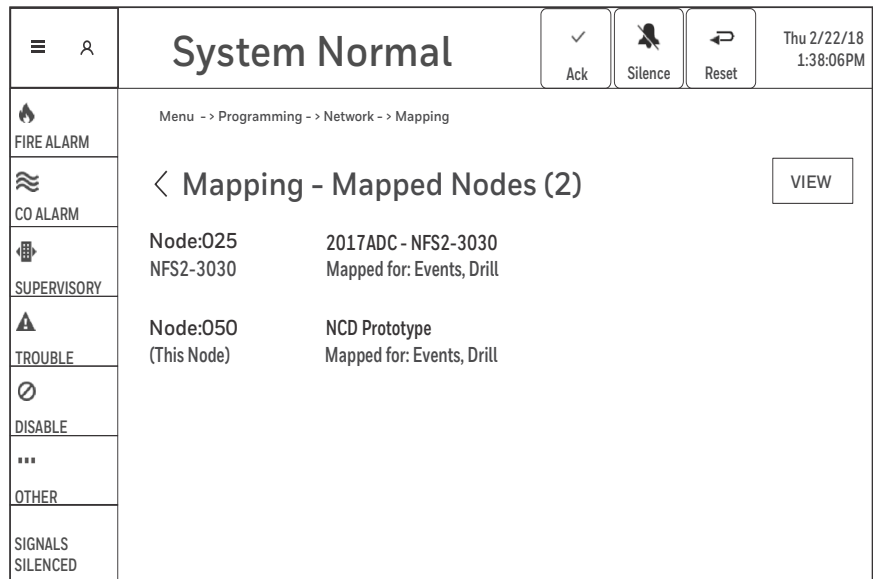 System Normal
Ack
Silence
Reset
Thu 2/22/18
1:38:06PM
FIRE ALARM
CO ALARM
SUPERVISORY
TROUBLE
DISABLE
OTHER
SIGNALS
SILENCED
Menu -> Programming -> Network -> Mapping
Mapping - Mapped Nodes (2)
VIEW
Node:025
2017ADC - NFS2-3030
NFS2-3030
Mapped for: Events, Drill
Node:050
NCD Prototype
(This Node)
Mapped for: Events, Drill